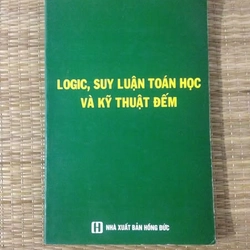 LOGIC, SUY LUẬN TOÁN HỌC
VÀ KỸ THUẬT ĐẾM
H NHÀ XUẤT BẢN HỒNG ĐỨC